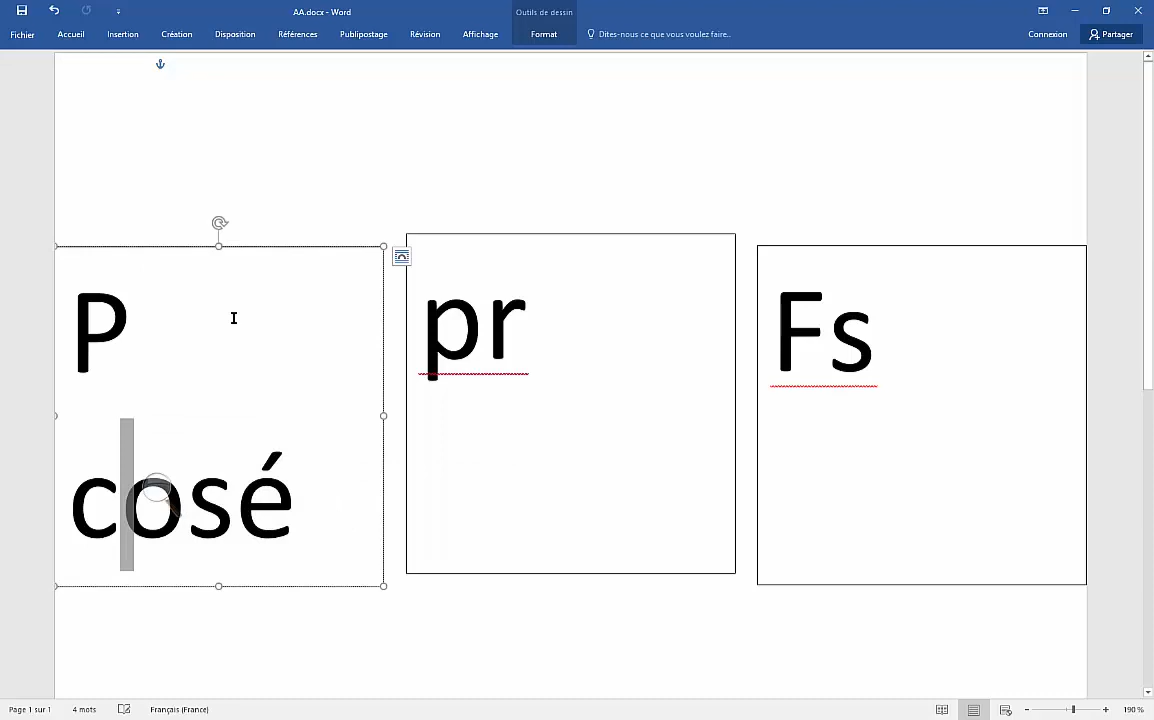 AA.docx - Word
Outils de dessin
Fichier
Accueil
Insertion
Création
Disposition
Références
Publipostage
Révision
Affichage
Format
Dites-nous ce que vous voulez faire..
Connexion
Partager
P
cosé
pr
Fs
Page 1 sur 1
4 mots
Français (France)
190 %